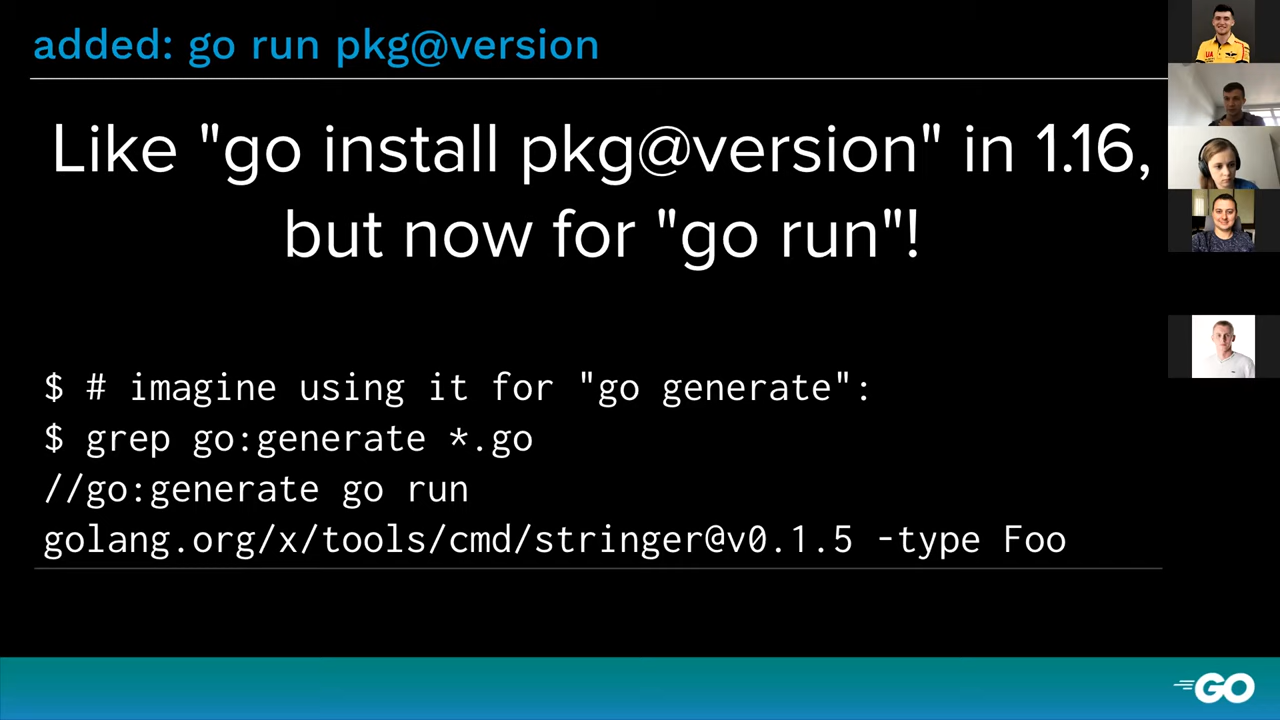 added: go run pkg@version
Like "go install pkg@version" in 1.16,
but now for "go run"!
$ # imagine using it for "go generate":
$ grep go:generate *.go
//go:generate go run
golang.org/x/tools/cmd/stringer@v0.1.5 -type Foo
UA
GO